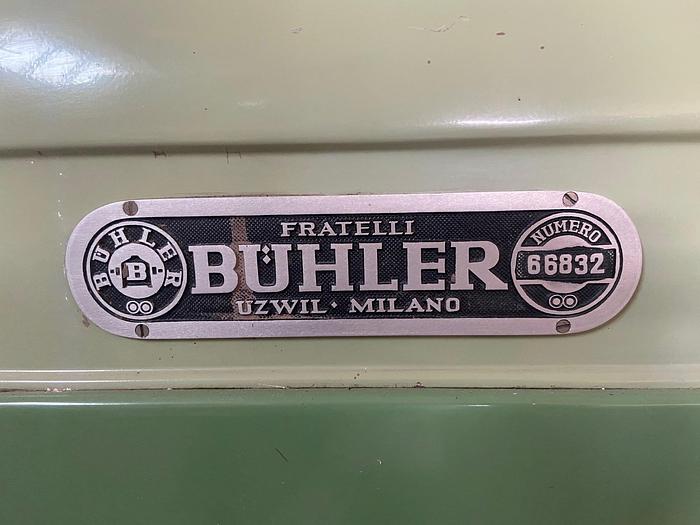 BÜHLER
B
FRATELLI
BÜHLER
UZWIL · MILANO
NUMERO
66832